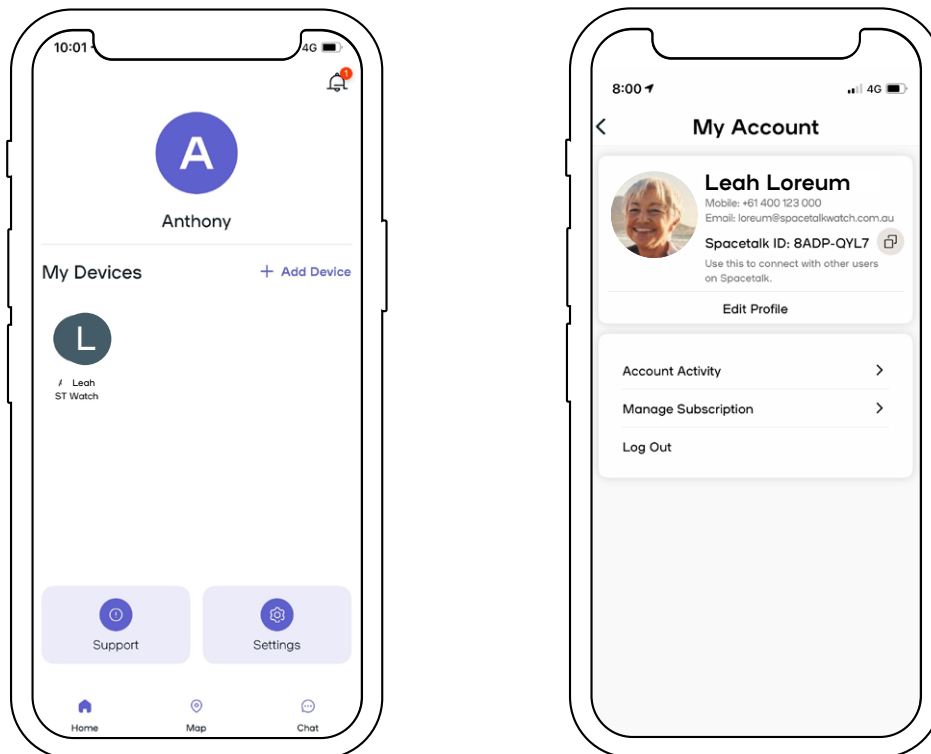 10:01
4G
1
A
Anthony
My Devices
+ Add Device
L
Leah
ST Watch
Support
Settings
Home
Map
Chat
8:00
4G
My Account
Leah Loreum
Mobile: +61 400 123 000
Email: loreum@spacetalkwatch.com.au
Spacetalk ID: 8ADP-QYL7
Use this to connect with other users
on Spacetalk.
Edit Profile
Account Activity
Manage Subscription
Log Out